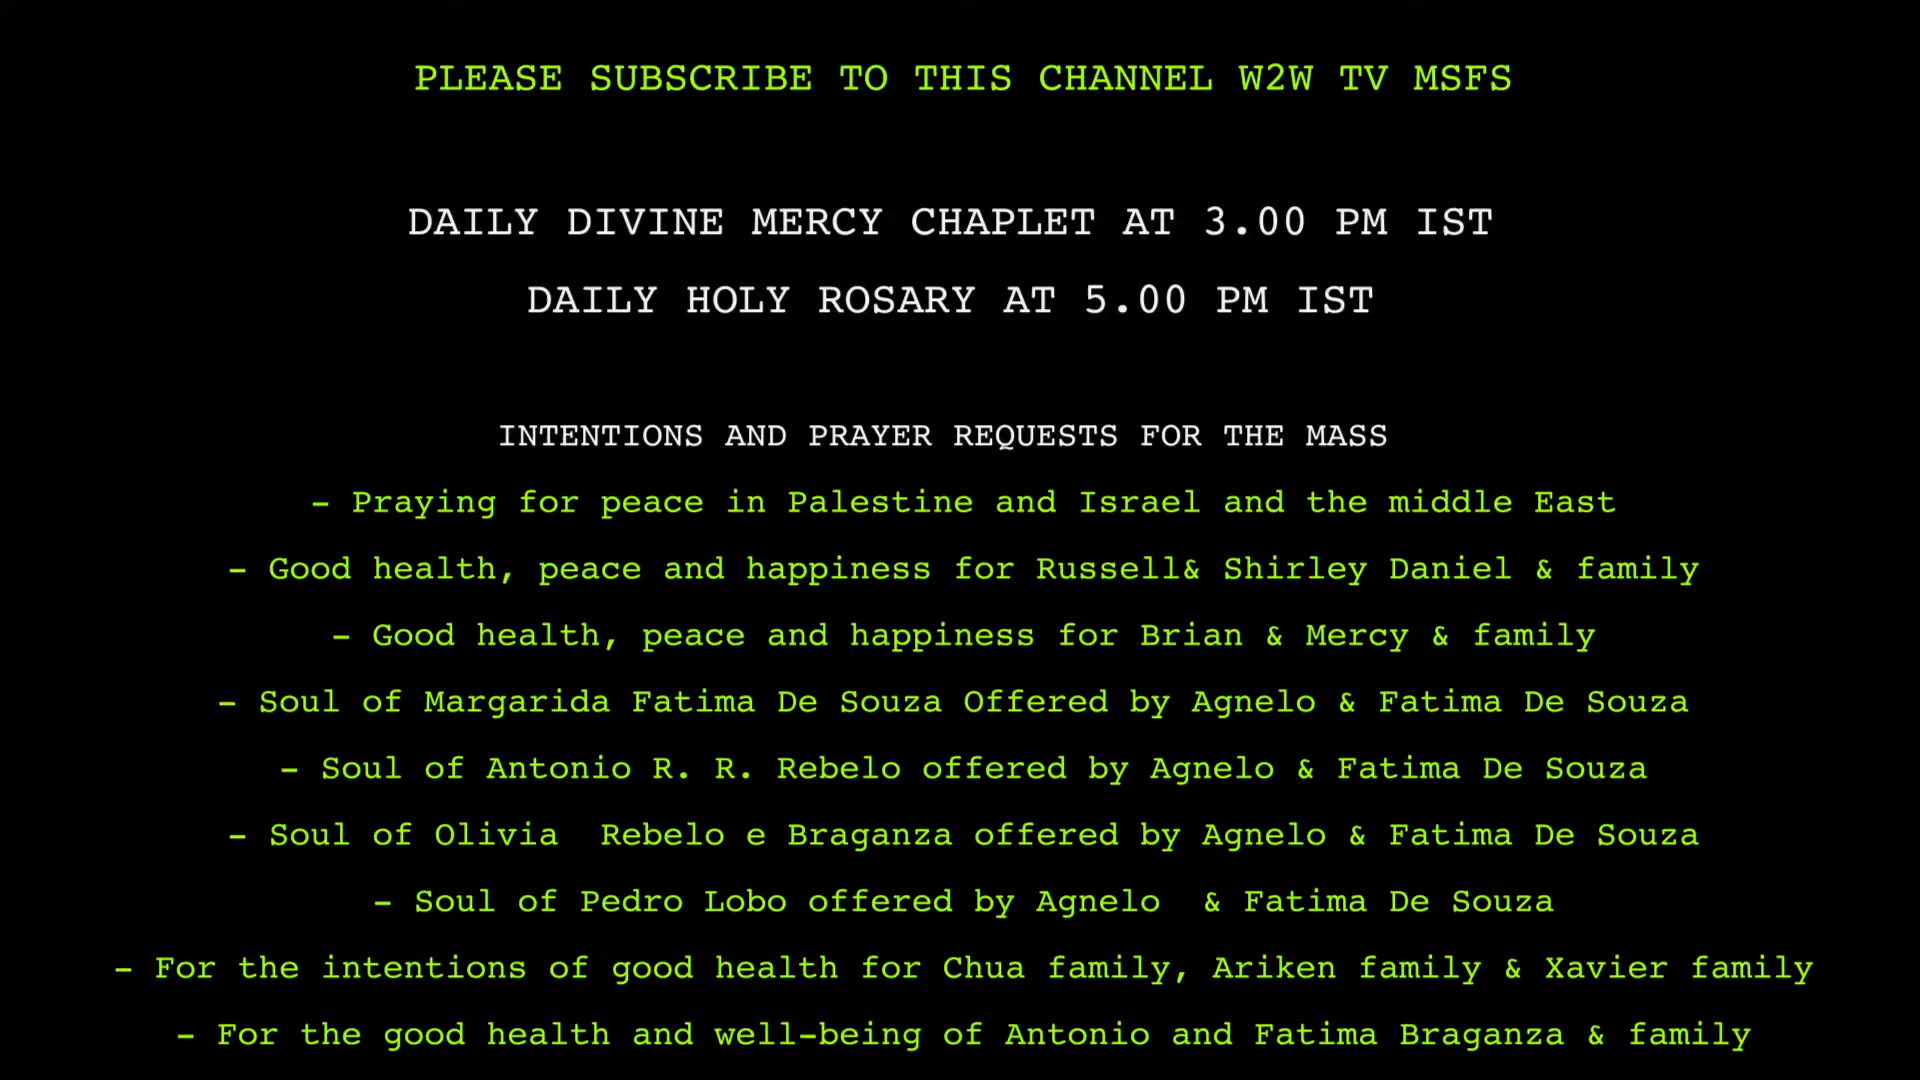 PLEASE SUBSCRIBE TO THIS CHANNEL W2W TV MSFS
DAILY DIVINE MERCY CHAPLET AT 3.00 PM IST
DAILY HOLY ROSARY AT 5.00 PM IST
INTENTIONS AND PRAYER REQUESTS FOR THE MASS
- Praying for peace in Palestine and Israel and the middle East
- Good health, peace and happiness for Russell& Shirley Daniel & family
- Good health, peace and happiness for Brian & Mercy & family
- Soul of Margarida Fatima De Souza Offered by Agnelo & Fatima De Souza
- Soul of Antonio R. R. Rebelo offered by Agnelo & Fatima De Souza
- Soul of Olivia  Rebelo e Braganza offered by Agnelo & Fatima De Souza
- Soul of Pedro Lobo offered by Agnelo  & Fatima De Souza
- For the intentions of good health for Chua family, Ariken family & Xavier family
- For the good health and well-being of Antonio and Fatima Braganza & family